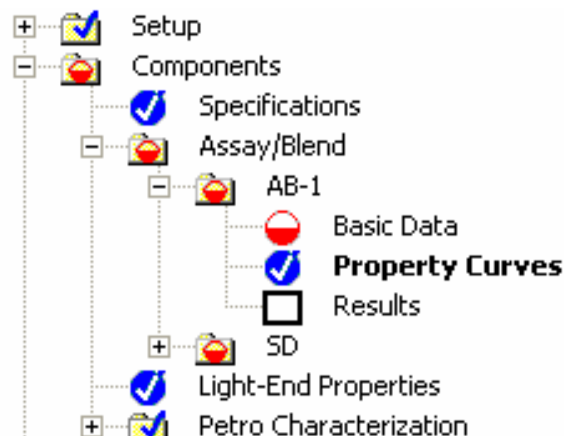 Setup
Components
Specifications
Assay/Blend
AB-1
Basic Data
Property Curves
Results
SD
Light-End Properties
Petro Characterization